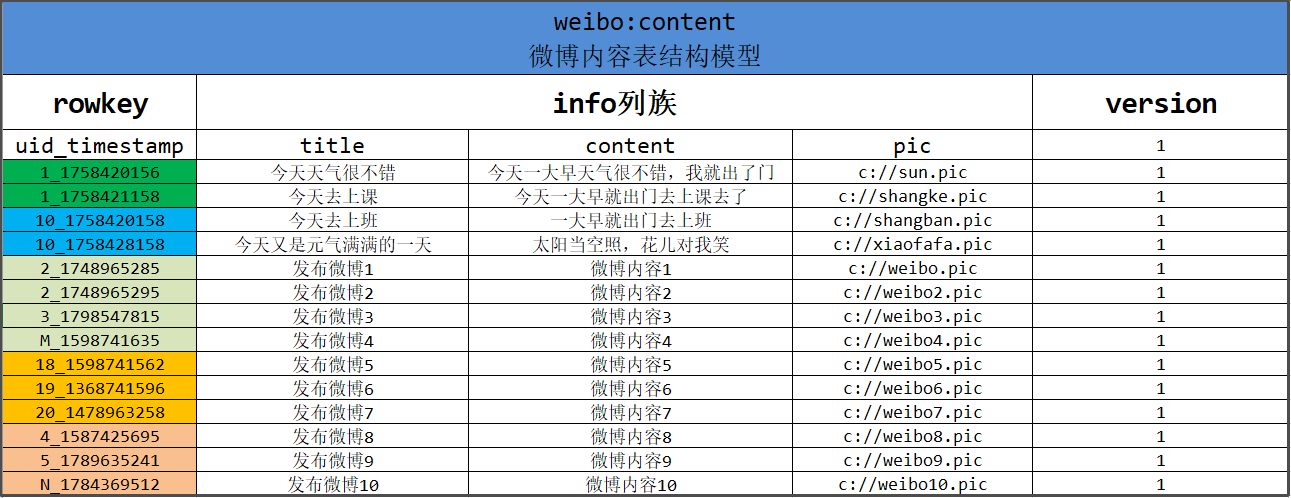 weibo:content
微博内容表结构模型
rowkey info列族 version
uid_timestamp title content pic 1
1_1758420156 今天天气很不错 今天一大早天气很不错，我就出了门 c://sun.pic 1
1_1758421158 今天去上课 今天一大早就出门去上课去了 c://shangke.pic 1
10_1758420158 今天去上班 一大早就出门去上班 c://shangban.pic 1
10_1758428158 今天又是元气满满的一天 太阳当空照，花儿对我笑 c://xiaofafa.pic 1
2_1748965285 发布微博1 微博内容1 c://weibo.pic 1
2_1748965295 发布微博2 微博内容2 c://weibo2.pic 1
3_1798547815 发布微博3 微博内容3 c://weibo3.pic 1
M_1598741635 发布微博4 微博内容4 c://weibo4.pic 1
18_1598741562 发布微博5 微博内容5 c://weibo5.pic 1
19_1368741596 发布微博6 微博内容6 c://weibo6.pic 1
20_1478963258 发布微博7 微博内容7 c://weibo7.pic 1
4_1587425695 发布微博8 微博内容8 c://weibo8.pic 1
5_1789635241 发布微博9 微博内容9 c://weibo9.pic 1
N_1784369512 发布微博10 微博内容10 c://weibo10.pic 1